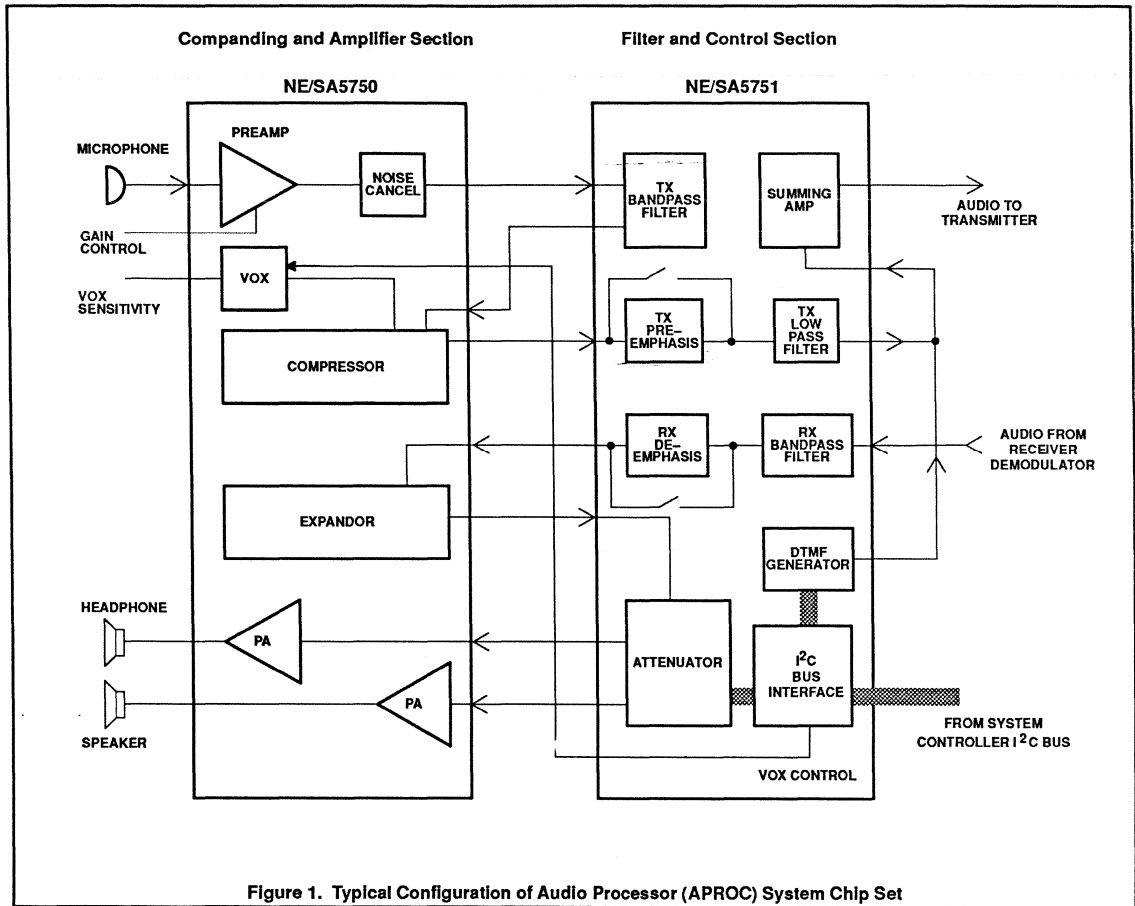 Companding and Amplifier Section
Filter and Control Section
NE/SA5750
NE/SA5751
MICROPHONE
PREAMP
NOISE
CANCEL
TX
BANDPASS
FILTER
SUMMING
AMP
AUDIO TO
TRANSMITTER
GAIN
CONTROL
VOX
VOX
SENSITIVITY
COMPRESSOR
TX
PRE–
EMPHASIS
TX
LOW
PASS
FILTER
RX
DE–
EMPHASIS
RX
BANDPASS
FILTER
AUDIO FROM
RECEIVER
DEMODULATOR
EXPANDOR
DTMF
GENERATOR
HEADPHONE
PA
ATTENUATOR
I²C
BUS
INTERFACE
PA
SPEAKER
FROM SYSTEM
CONTROLLER I²C BUS
VOX CONTROL
Figure 1. Typical Configuration of Audio Processor (APROC) System Chip Set